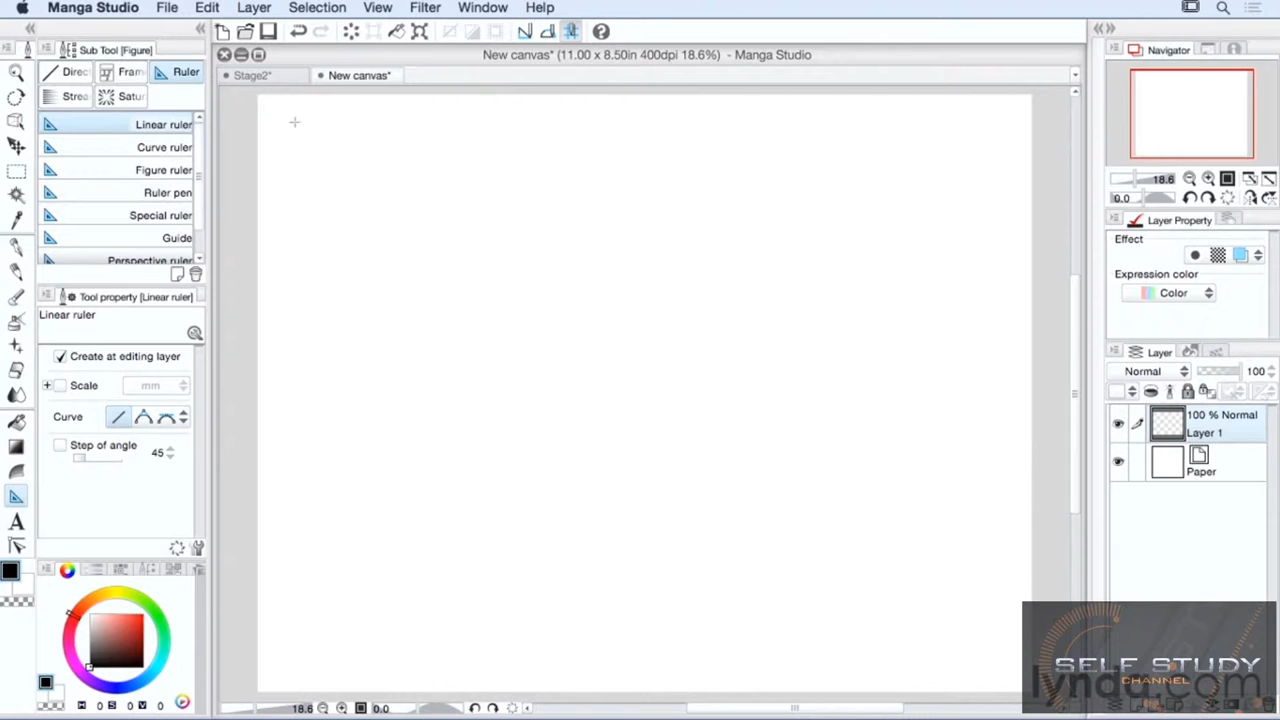 Manga Studio File Edit Layer Selection View Filter Window Help
Sub Tool [Figure]
New canvas* (11.00 x 8.50in 400dpi 18.6%) - Manga Studio
Navigator
Direc Fram Ruler
Stage2* New canvas*
Strea Satur
Linear ruler
Curve ruler
Figure ruler
Ruler pen
Special ruler
Guide
Perspective ruler
18.6
0.0
Layer Property
Effect
Expression color
Color
Tool property [Linear ruler]
Linear ruler
Create at editing layer
Scale mm
Curve
Step of angle 45
Layer
Normal 100
100 % Normal
Layer 1
Paper
H 0 S 0 V 0
18.6 0.0
SELF STUDY
CHANNEL
lynda.com